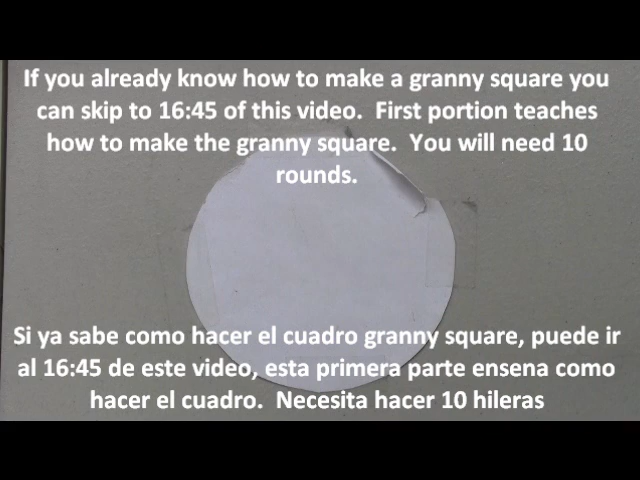 If you already know how to make a granny square you
can skip to 16:45 of this video.  First portion teaches
how to make the granny square.  You will need 10
rounds.
Si ya sabe como hacer el cuadro granny square, puede ir
al 16:45 de este video, esta primera parte ensena como
hacer el cuadro.  Necesita hacer 10 hileras